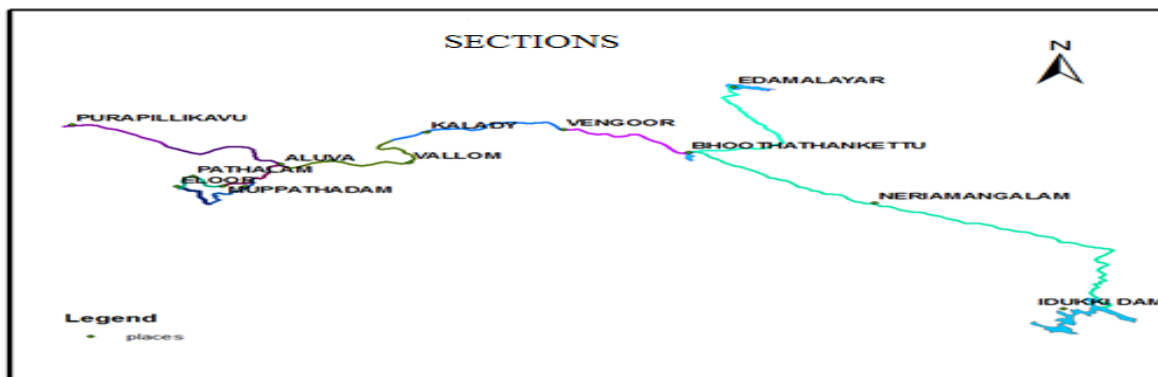 SECTIONS
N
EDAMALAYAR
PURAPILLIKAVU
KALADY
VENGOOR
BHOOTHATHANKETTU
ALUVA
VALLOM
PATHALAM
ELOOR
MUPPATHADAM
NERIAMANGALAM
IDUKKI DAM
Legend
places